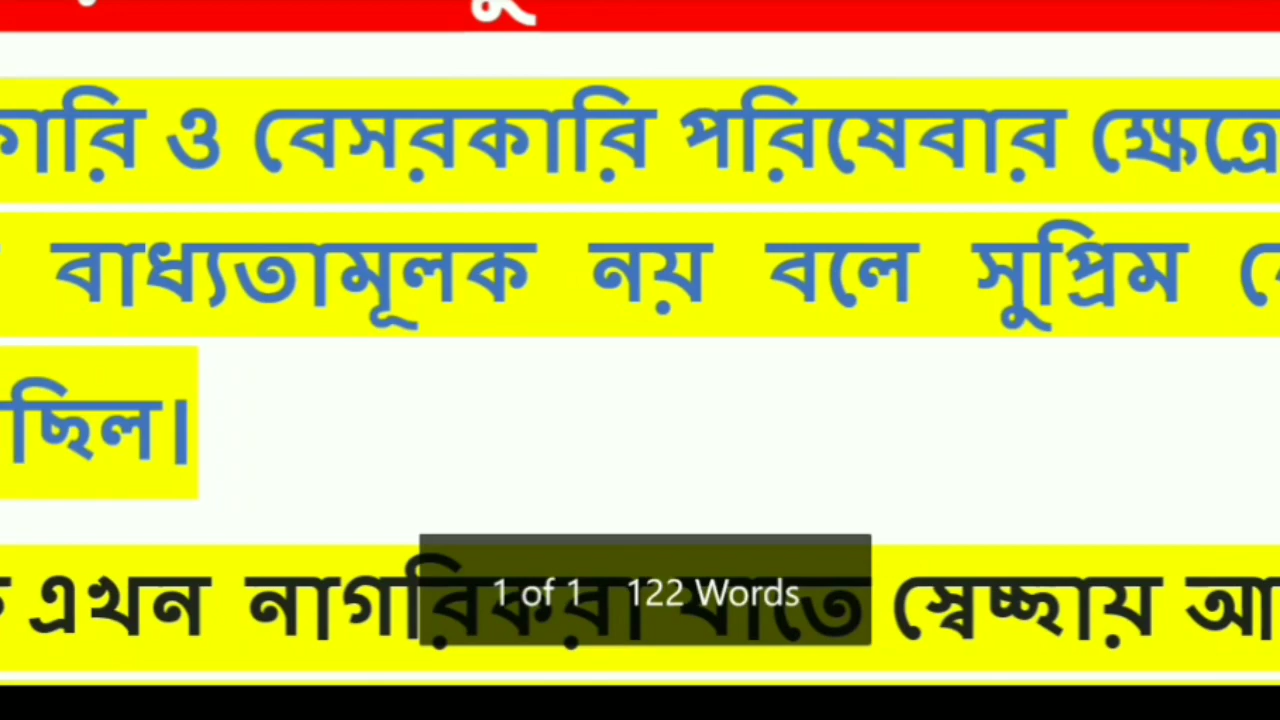 ও বেসরকারি পরিষেবার ক্ষেত্রে
বাধ্যতামূলক নয় বলে সুপ্রিম
ছিল।
এখন নাগরিকরা যাতে স্বেচ্ছায়
1 of 1 122 Words